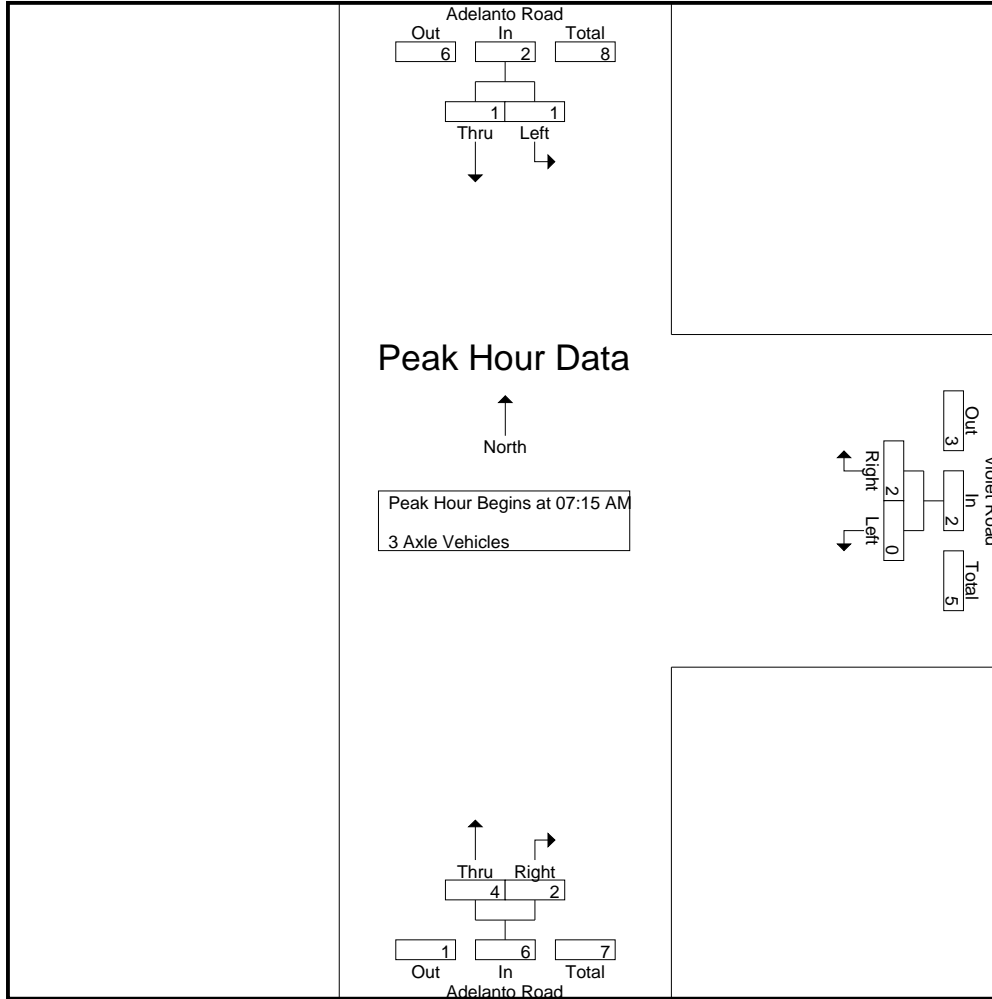 Adelanto Road
Out In Total
6 2 8
1 1
Thru Left
Peak Hour Data
North
Peak Hour Begins at 07:15 AM
3 Axle Vehicles
Violet Road
Out In Total
3 2 5
2 0
Right Left
Thru Right
4 2
1 6 7
Out In Total
Adelanto Road